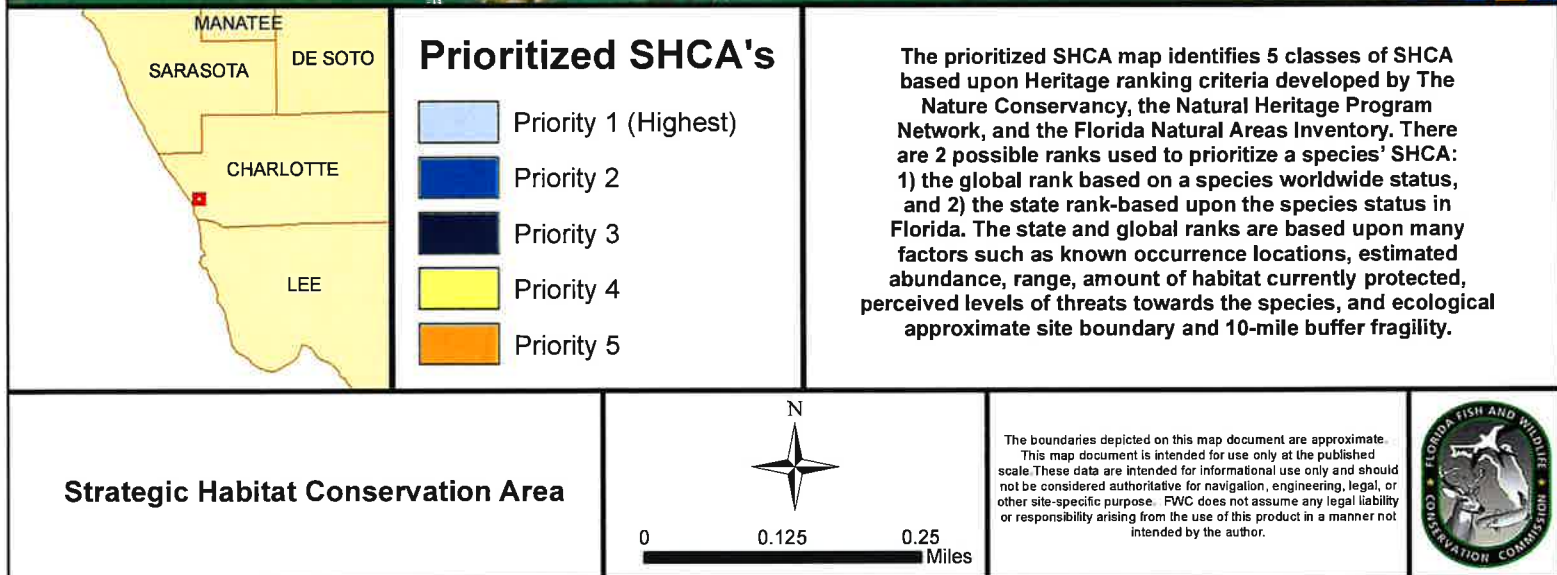 MANATEE
SARASOTA
DE SOTO
CHARLOTTE
LEE
Prioritized SHCA's
Priority 1 (Highest)
Priority 2
Priority 3
Priority 4
Priority 5
The prioritized SHCA map identifies 5 classes of SHCA
based upon Heritage ranking criteria developed by The
Nature Conservancy, the Natural Heritage Program
Network, and the Florida Natural Areas Inventory. There
are 2 possible ranks used to prioritize a species' SHCA:
1) the global rank based on a species worldwide status,
and 2) the state rank-based upon the species status in
Florida. The state and global ranks are based upon many
factors such as known occurrence locations, estimated
abundance, range, amount of habitat currently protected,
perceived levels of threats towards the species, and ecological
approximate site boundary and 10-mile buffer fragility.
Strategic Habitat Conservation Area
N
0 0.125 0.25
Miles
The boundaries depicted on this map document are approximate.
This map document is intended for use only at the published
scale.These data are intended for informational use only and should
not be considered authoritative for navigation, engineering, legal, or
other site-specific purpose. FWC does not assume any legal liability
or responsibility arising from the use of this product in a manner not
intended by the author.
FLORIDA FISH AND WILDLIFE
CONSERVATION COMMISSION